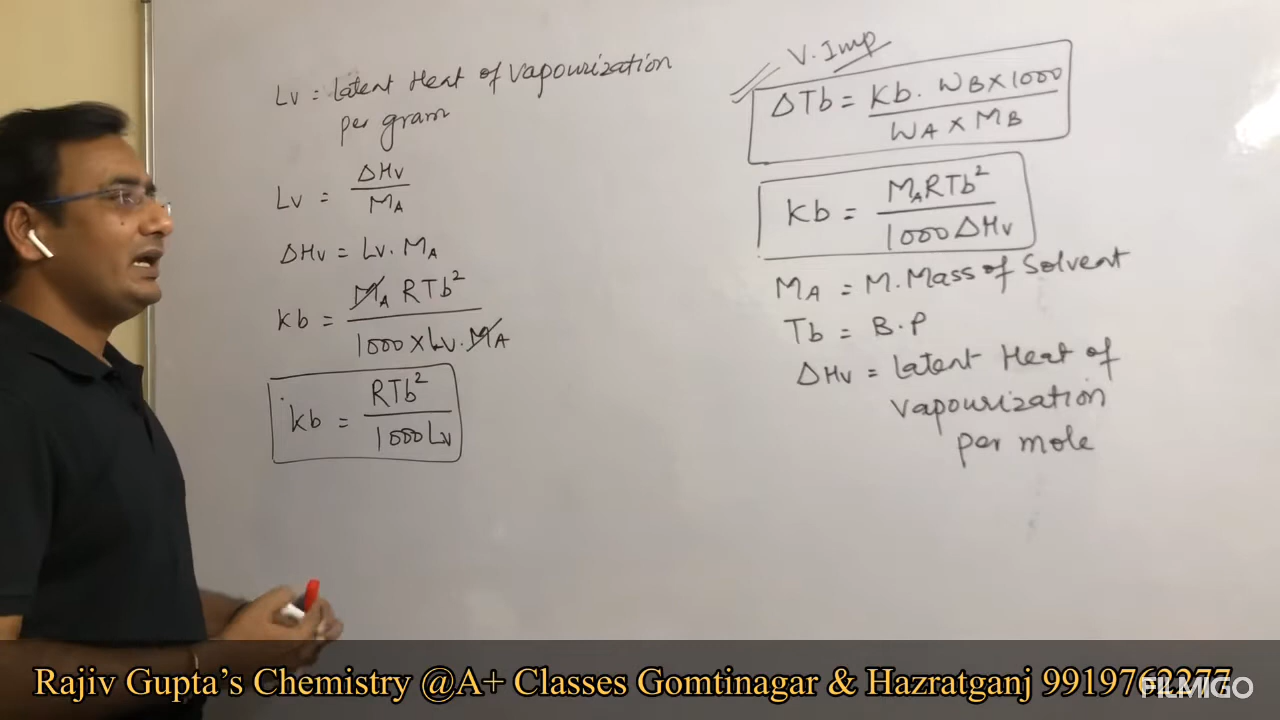 Lv = Latent Heat of Vapourization
per gram
Lv = ΔHv / MA
ΔHv = Lv. MA
Kb = MA RTb² / 1000 × Lv. MA
Kb = RTb² / 1000 Lv
V. Imp
ΔTb = Kb. WB × 1000 / WA × MB
Kb = MA RTb² / 1000 ΔHv
MA = M. Mass of Solvent
Tb = B.P
ΔHv = Latent Heat of
vapourization
per mole
Rajiv Gupta's Chemistry @A+ Classes Gomtinagar & Hazratganj 9919762277
FILMIGO